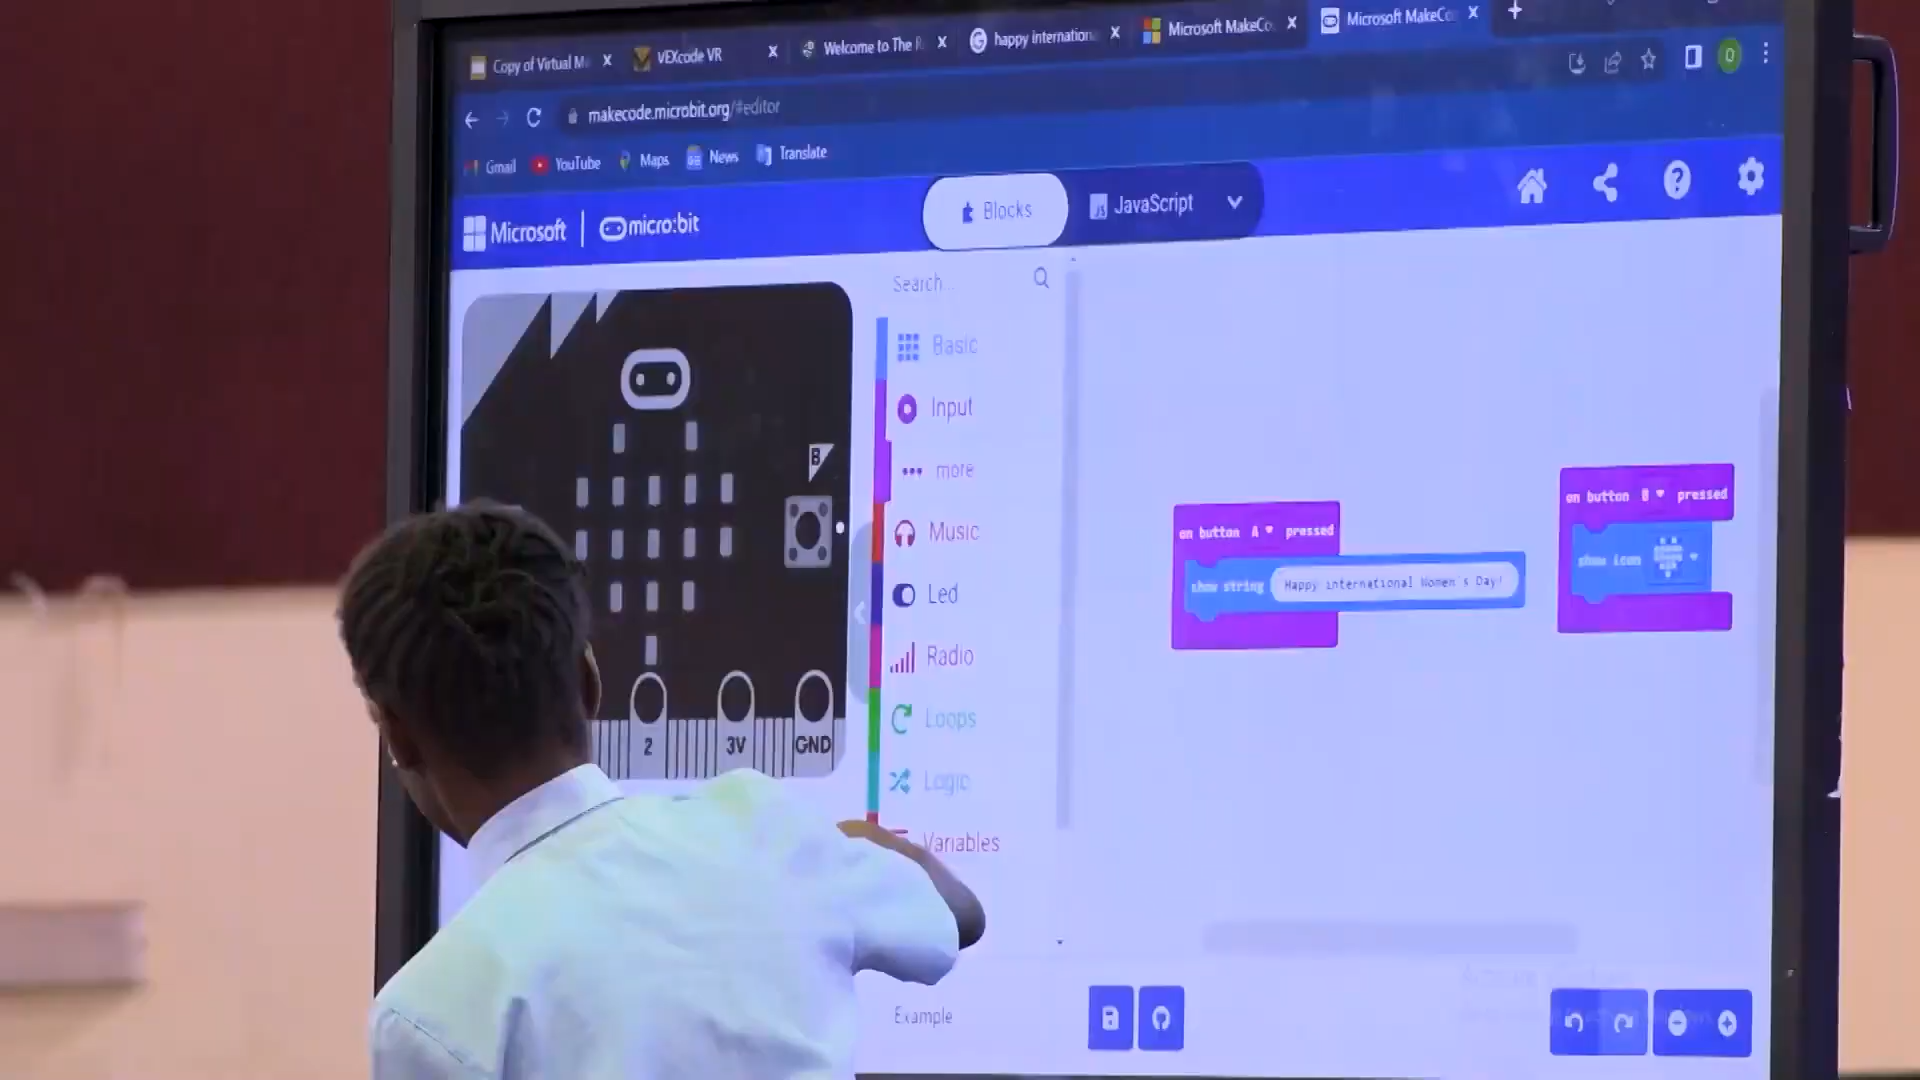 Copy of Virtual M
VEXcode VR
Welcome to The R
happy internation
Microsoft MakeCo
Microsoft MakeCo
makecode.microbit.org/#editor
O
Gmail
YouTube
Maps
News
Translate
Microsoft
micro:bit
Blocks
JavaScript
Search...
Basic
Input
more
Music
Led
Radio
Loops
Logic
Variables
Example
B
2
3V
GND
on button A pressed
show string Happy international Women's Day!
on button B pressed
show icon